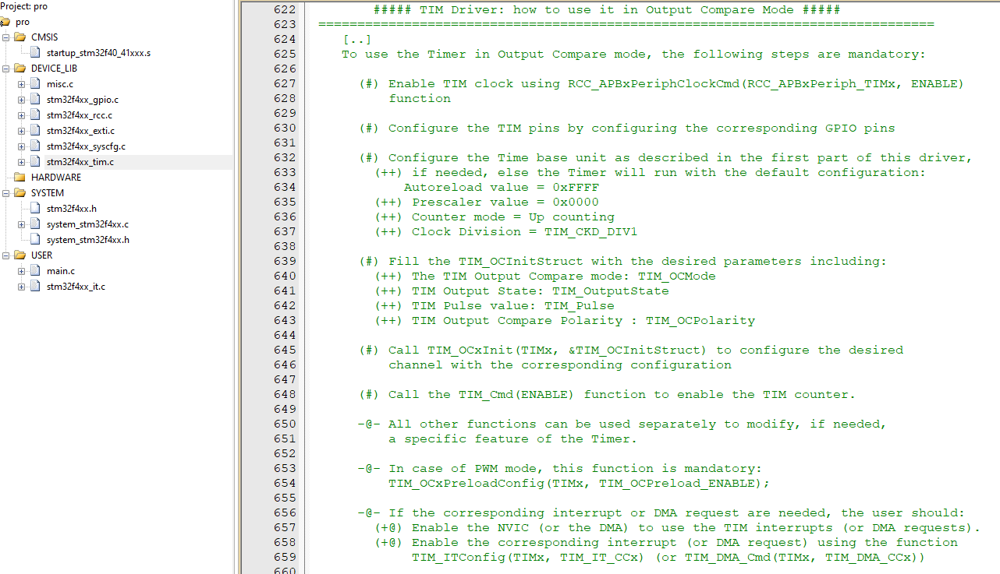 Project: pro
pro
CMSIS
startup_stm32f40_41xxx.s
DEVICE_LIB
misc.c
stm32f4xx_gpio.c
stm32f4xx_rcc.c
stm32f4xx_exti.c
stm32f4xx_syscfg.c
stm32f4xx_tim.c
HARDWARE
SYSTEM
stm32f4xx.h
system_stm32f4xx.c
system_stm32f4xx.h
USER
main.c
stm32f4xx_it.c
622 ##### TIM Driver: how to use it in Output Compare Mode #####
623 ===============================================================================
624 [..]
625 To use the Timer in Output Compare mode, the following steps are mandatory:
626
627 (#) Enable TIM clock using RCC_APBxPeriphClockCmd(RCC_APBxPeriph_TIMx, ENABLE)
628 function
629
630 (#) Configure the TIM pins by configuring the corresponding GPIO pins
631
632 (#) Configure the Time base unit as described in the first part of this driver,
633 (++) if needed, else the Timer will run with the default configuration:
634 Autoreload value = 0xFFFF
635 (++) Prescaler value = 0x0000
636 (++) Counter mode = Up counting
637 (++) Clock Division = TIM_CKD_DIV1
638
639 (#) Fill the TIM_OCInitStruct with the desired parameters including:
640 (++) The TIM Output Compare mode: TIM_OCMode
641 (++) TIM Output State: TIM_OutputState
642 (++) TIM Pulse value: TIM_Pulse
643 (++) TIM Output Compare Polarity : TIM_OCPolarity
644
645 (#) Call TIM_OCxInit(TIMx, &TIM_OCInitStruct) to configure the desired
646 channel with the corresponding configuration
647
648 (#) Call the TIM_Cmd(ENABLE) function to enable the TIM counter.
649
650 -@- All other functions can be used separately to modify, if needed,
651 a specific feature of the Timer.
652
653 -@- In case of PWM mode, this function is mandatory:
654 TIM_OCxPreloadConfig(TIMx, TIM_OCPreload_ENABLE);
655
656 -@- If the corresponding interrupt or DMA request are needed, the user should:
657 (+@) Enable the NVIC (or the DMA) to use the TIM interrupts (or DMA requests).
658 (+@) Enable the corresponding interrupt (or DMA request) using the function
659 TIM_ITConfig(TIMx, TIM_IT_CCx) (or TIM_DMA_Cmd(TIMx, TIM_DMA_CCx))
660